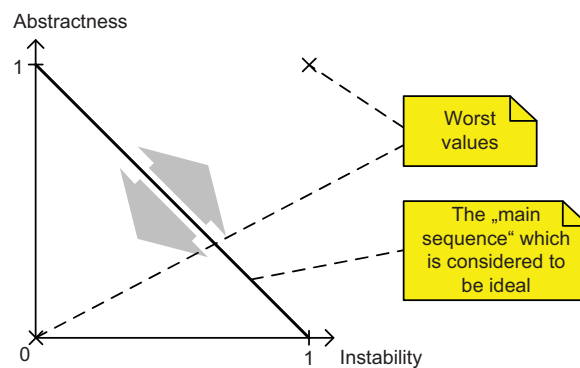 Abstractness
1
Worst
values
The „main
sequence“ which
is considered to
be ideal
0
1
Instability